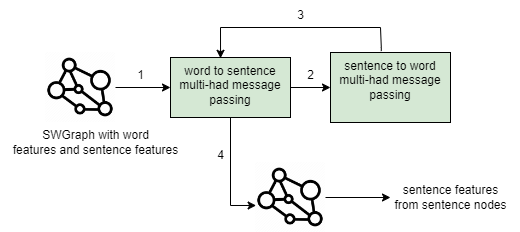 3
sentence to word
multi-had message
passing
word to sentence
multi-had message
passing
1
2
SWGraph with word
features and sentence features
4
sentence features
from sentence nodes